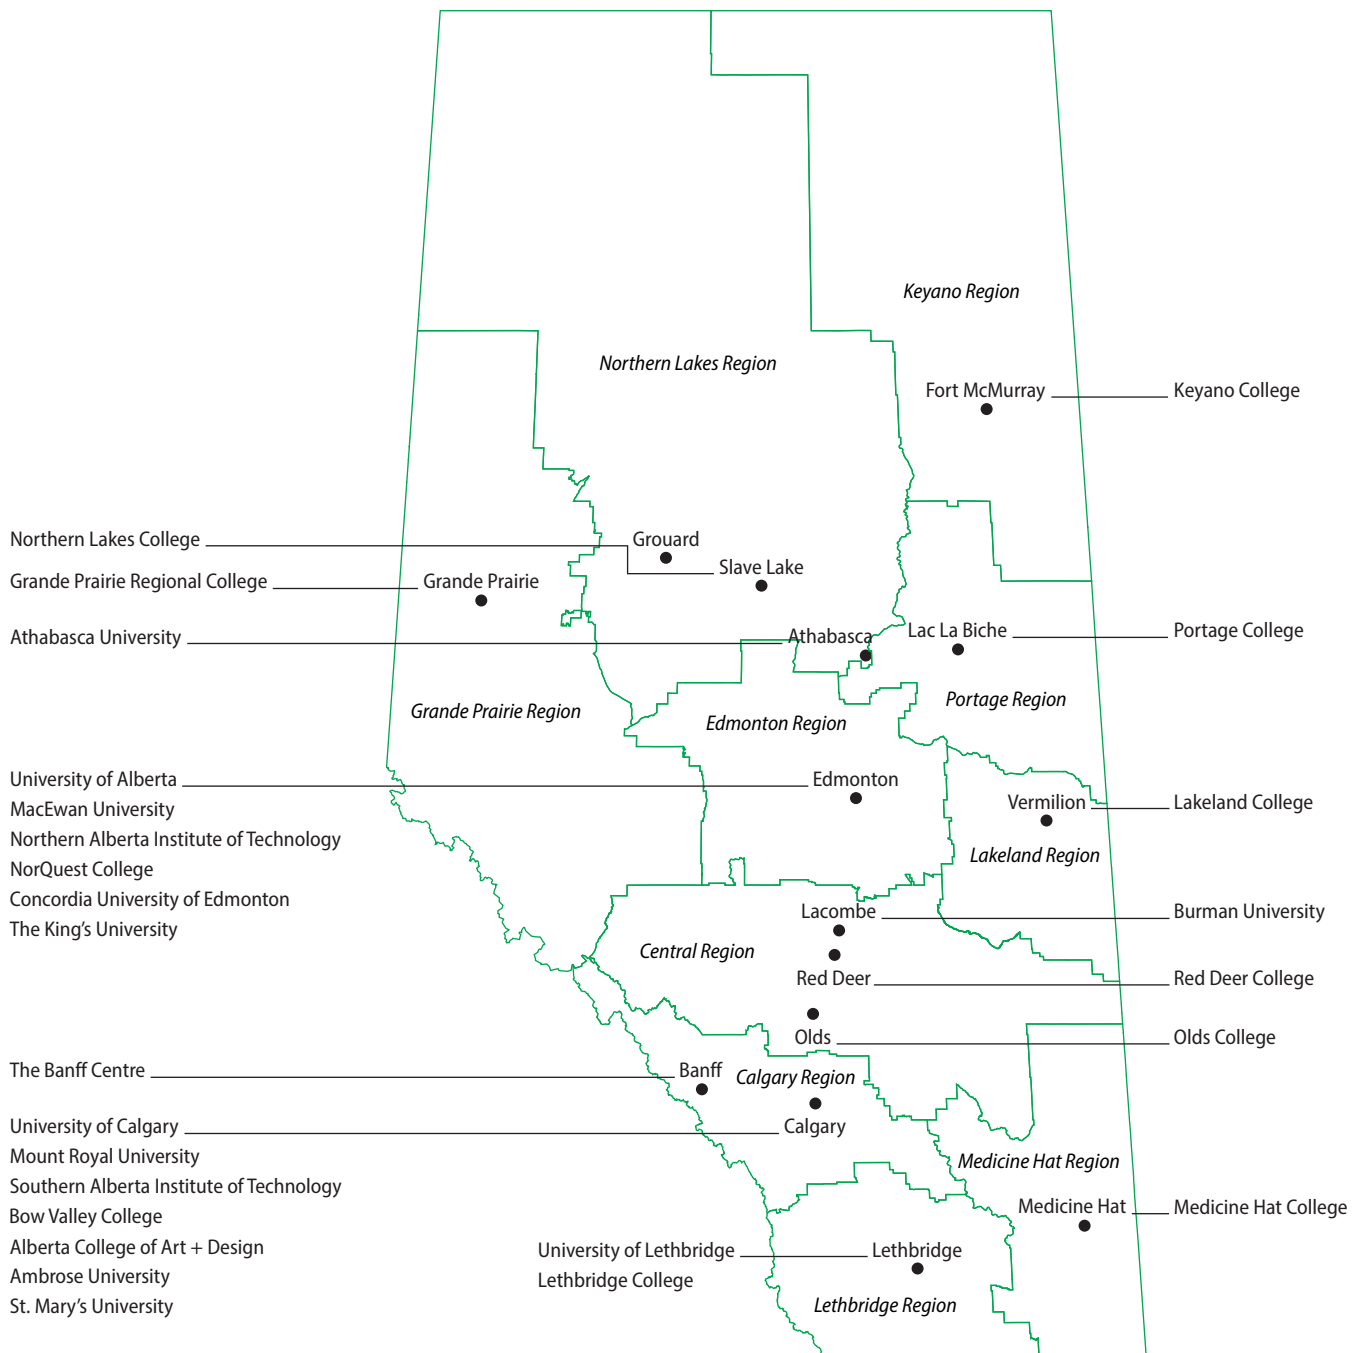 Keyano Region
Northern Lakes Region
Fort McMurray
Keyano College
Northern Lakes College
Grouard
Slave Lake
Grande Prairie Regional College
Grande Prairie
Athabasca University
Athabasca
Lac La Biche
Portage College
Portage Region
Grande Prairie Region
Edmonton Region
University of Alberta
Edmonton
MacEwan University
Northern Alberta Institute of Technology
NorQuest College
Concordia University of Edmonton
The King's University
Vermilion
Lakeland College
Lakeland Region
Lacombe
Burman University
Central Region
Red Deer
Red Deer College
Olds
Olds College
The Banff Centre
Banff
Calgary Region
University of Calgary
Calgary
Mount Royal University
Southern Alberta Institute of Technology
Bow Valley College
Alberta College of Art + Design
Ambrose University
St. Mary's University
Medicine Hat Region
Medicine Hat
Medicine Hat College
University of Lethbridge
Lethbridge
Lethbridge College
Lethbridge Region